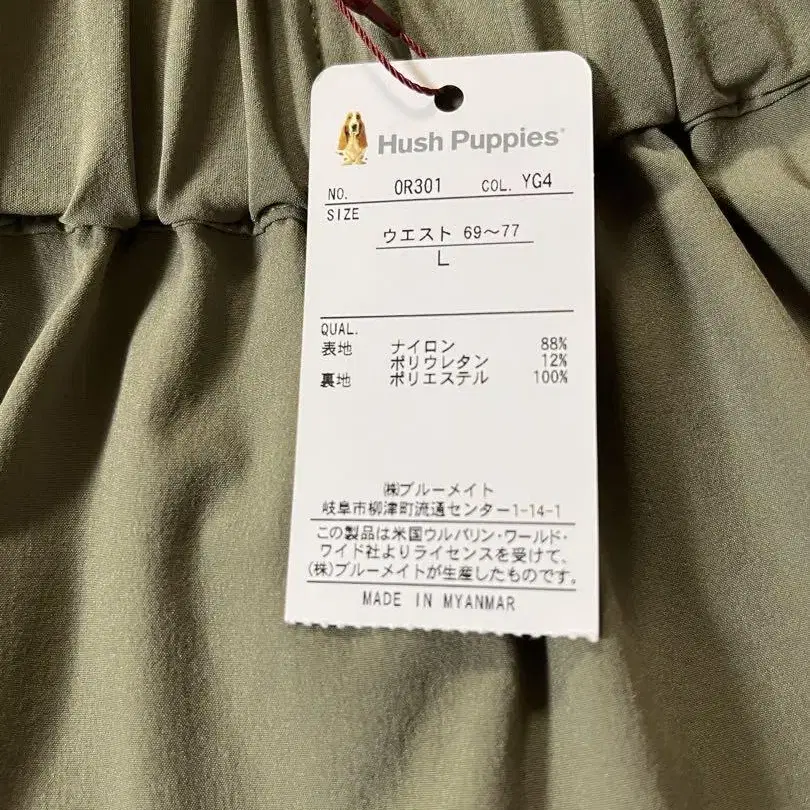 Hush Puppies®
NO. OR301 COL. YG4
SIZE
ウエスト 69～77
L
QUAL.
表地 ナイロン 88%
ポリウレタン 12%
裏地 ポリエステル 100%
㈱ブルーメイト
岐阜市柳津町流通センター1-14-1
この製品は米国ウルバリン・ワールド・
ワイド社よりライセンスを受けて、
(株)ブルーメイトが生産したものです。
MADE IN MYANMAR